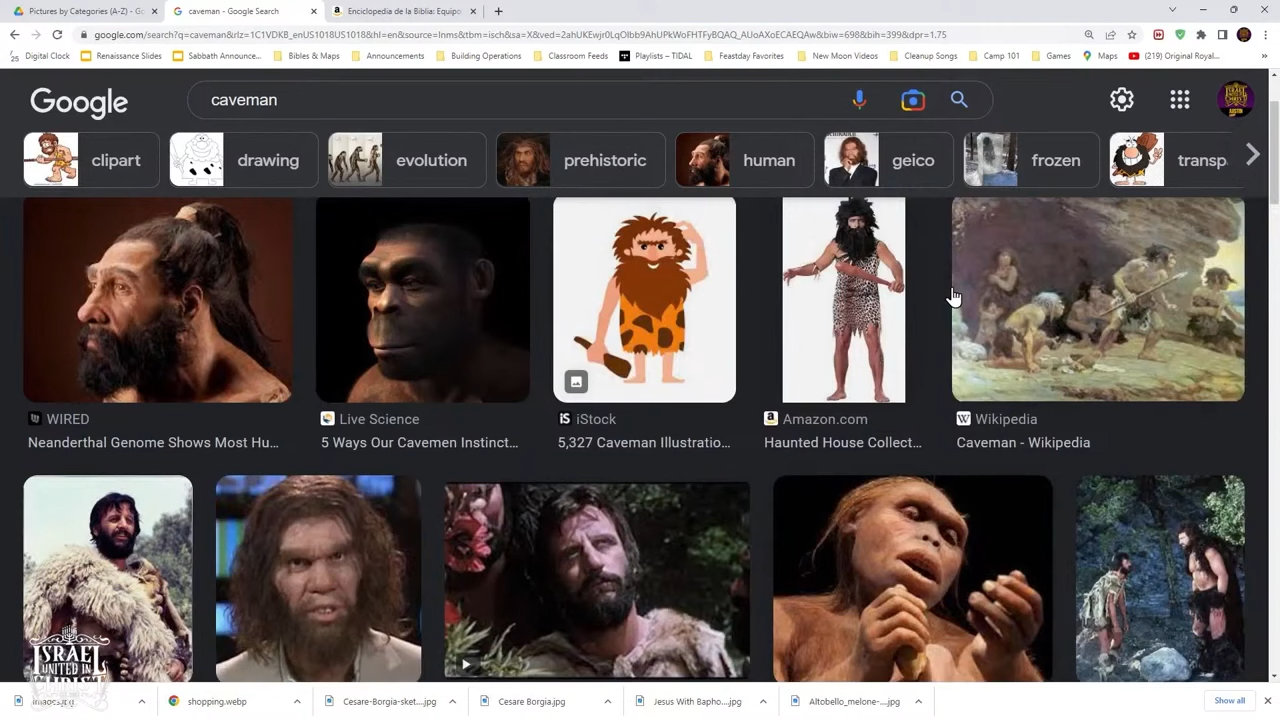 Pictures by Categories (A-Z) - Go
caveman - Google Search
Enciclopedia de la Biblia: Equipo
google.com/search?q=caveman&rlz=1C1VDKB_enUS1018US1018&hl=en&source=lnms&tbm=isch&sa=X&ved=2ahUKEwjr0LqOlbb9AhUPkWoFHTFyBQAQ_AUoAXoECAEQAw&biw=698&bih=399&dpr=1.75
25
Digital Clock
Renaissance Slides
Sabbath Announce...
Bibles & Maps
Announcements
Building Operations
Classroom Feeds
Playlists – TIDAL
Feastday Favorites
New Moon Videos
Cleanup Songs
Camp 101
Games
Maps
(219) Original Royal...
Google
caveman
clipart
drawing
evolution
prehistoric
human
geico
frozen
transp
WIRED
Live Science
iStock
Amazon.com
Wikipedia
Neanderthal Genome Shows Most Hu...
5 Ways Our Cavemen Instinct...
5,327 Caveman Illustratio...
Haunted House Collect...
Caveman - Wikipedia
ISRAEL
UNITED IN
CHRIST
images.jpg
shopping.webp
Cesare-Borgia-sket....jpg
Cesare Borgia.jpg
Jesus With Bapho....jpg
Altobello_melone-....jpg
Show all